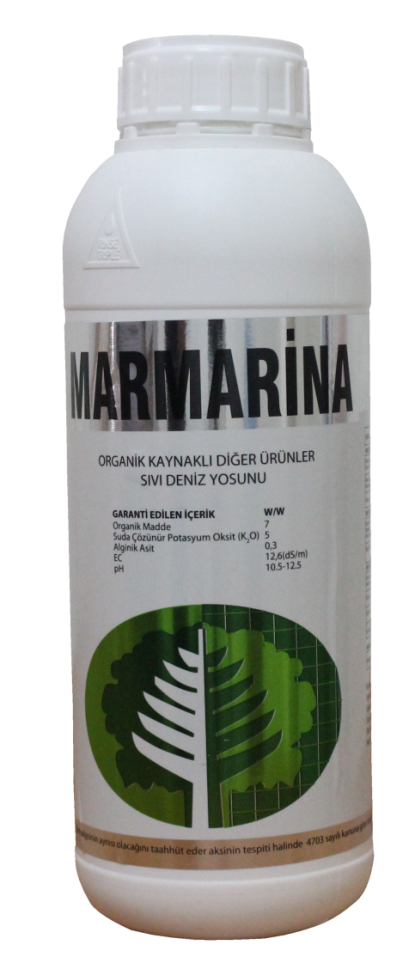 MARMARİNA
ORGANİK KAYNAKLI DİĞER ÜRÜNLER
SIVI DENİZ YOSUNU
GARANTİ EDİLEN İÇERİK W/W
Organik Madde 7
Suda Çözünür Potasyum Oksit (K₂O) 5
Alginik Asit 0,3
EC 12,6(dS/m)
pH 10.5-12.5
aynısı olacağını taahhüt eder aksinin tespiti halinde 4703 sayılı kanuna